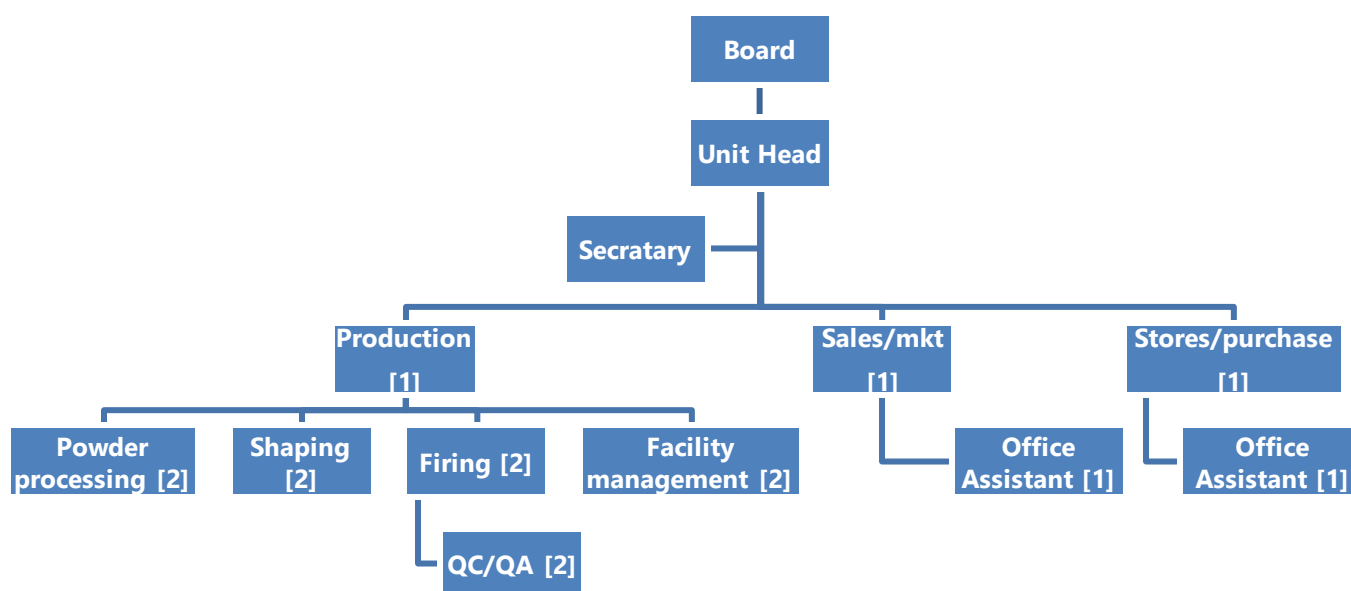 Board
Unit Head
Secratary
Production
[1]
Sales/mkt
[1]
Stores/purchase
[1]
Powder
processing [2]
Shaping
[2]
Firing [2]
Facility
management [2]
Office
Assistant [1]
Office
Assistant [1]
QC/QA [2]